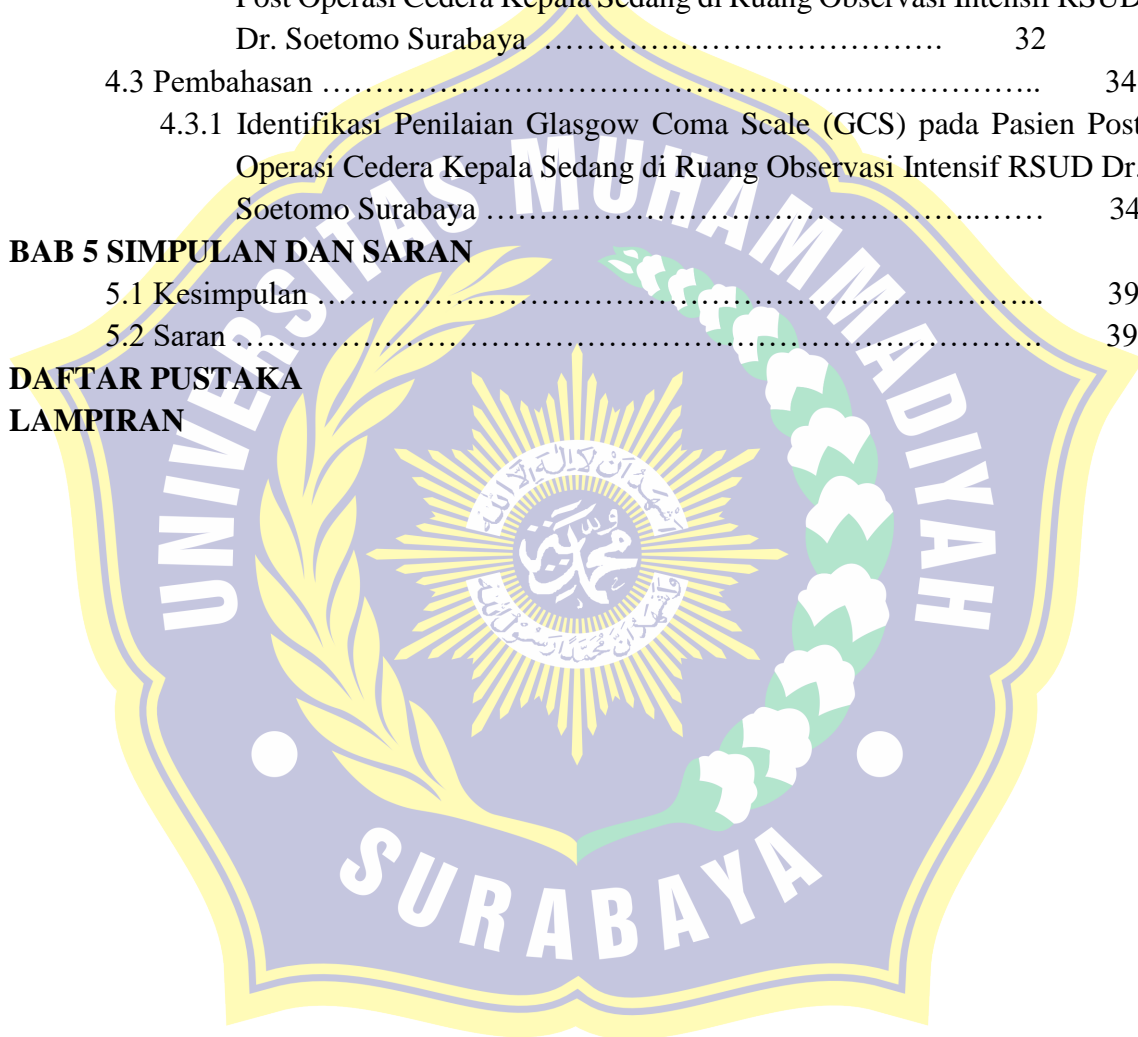 Post Operasi Cedera Kepala Sedang di Ruang Observasi Intensif RSUD
Dr. Soetomo Surabaya …………..……………………. 32
4.3 Pembahasan ……………………………………………………….. 34
4.3.1 Identifikasi Penilaian Glasgow Coma Scale (GCS) pada Pasien Post
Operasi Cedera Kepala Sedang di Ruang Observasi Intensif RSUD Dr.
Soetomo Surabaya …………………………………..…… 34
BAB 5 SIMPULAN DAN SARAN
5.1 Kesimpulan ………………………………………………………... 39
5.2 Saran ………………………………………………………………. 39
DAFTAR PUSTAKA
LAMPIRAN
UNIVERSITAS MUHAMMADIYAH
SURABAYA